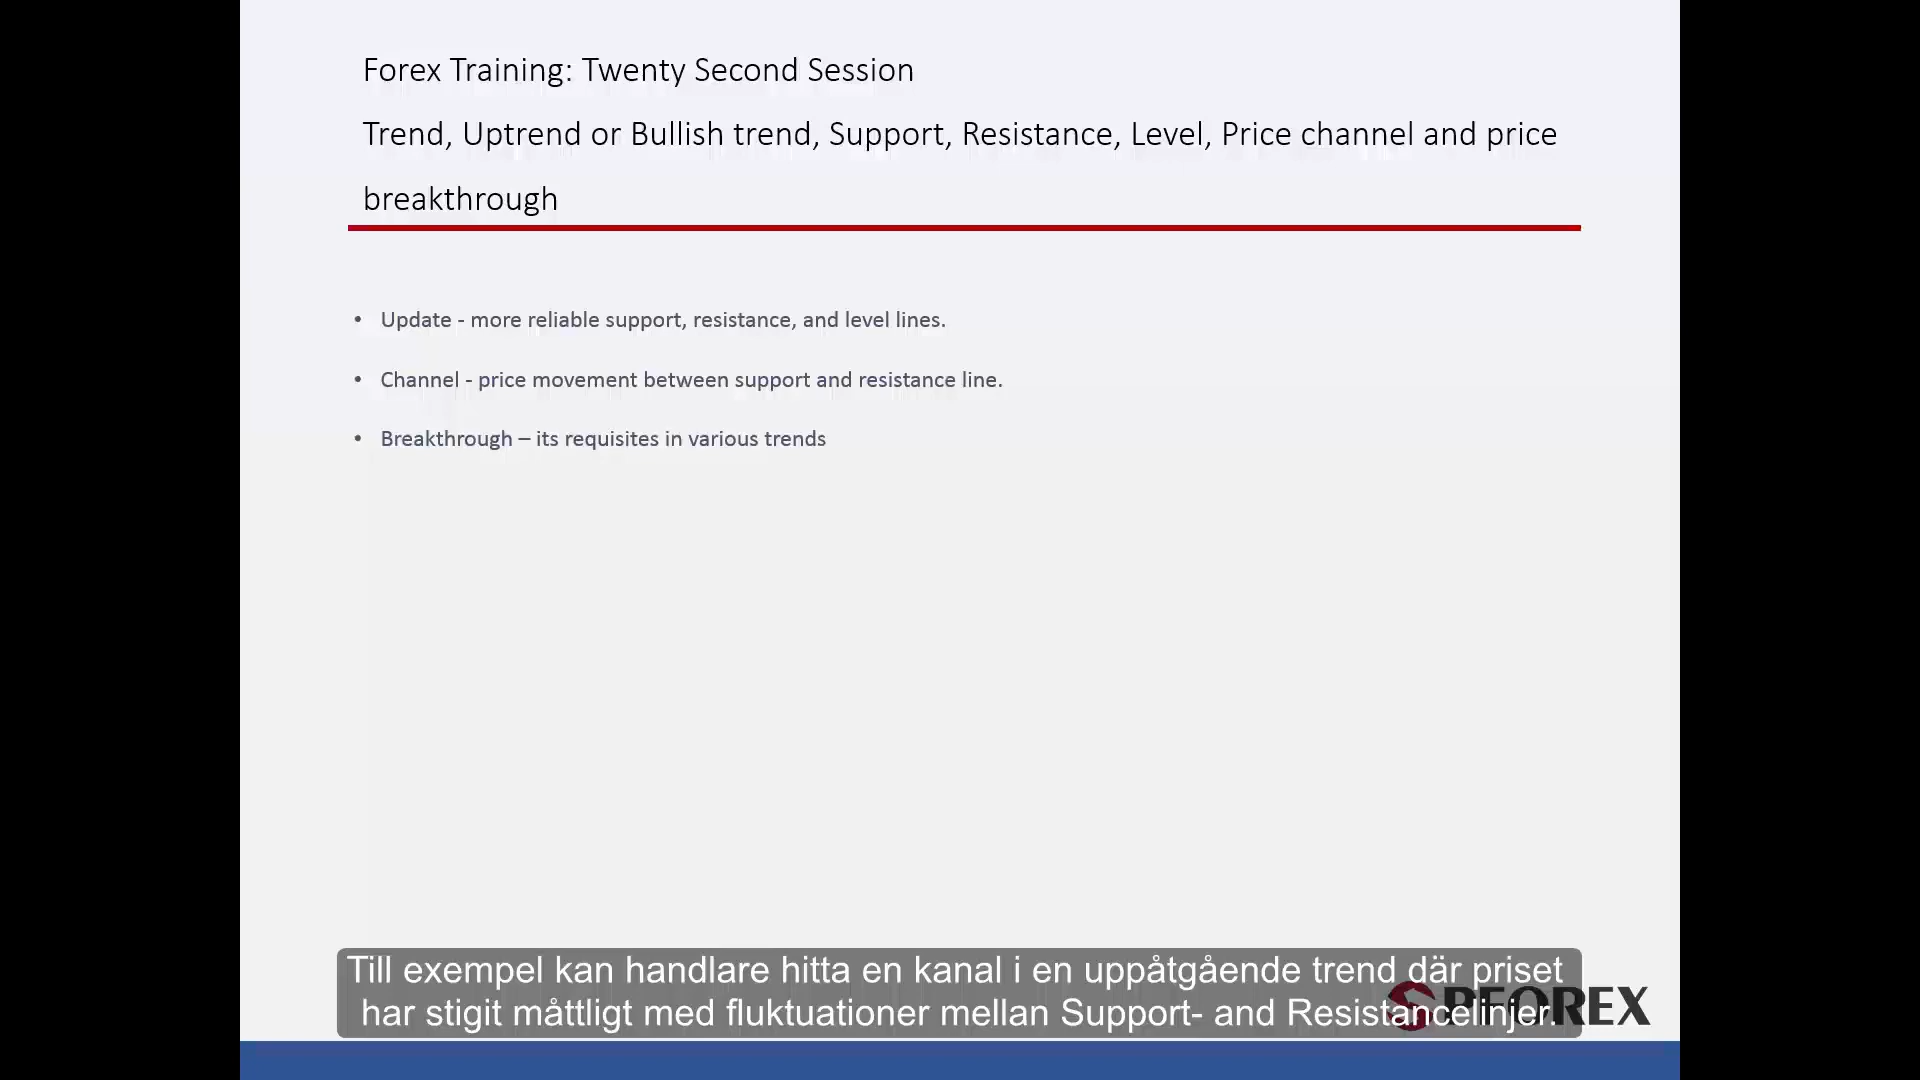 Forex Training: Twenty Second Session
Trend, Uptrend or Bullish trend, Support, Resistance, Level, Price channel and price
breakthrough
• Update - more reliable support, resistance, and level lines.
• Channel - price movement between support and resistance line.
• Breakthrough – its requisites in various trends
Till exempel kan handlare hitta en kanal i en uppåtgående trend där priset
har stigit måttligt med fluktuationer mellan Support- and Resistancelinjer.
PFOREX